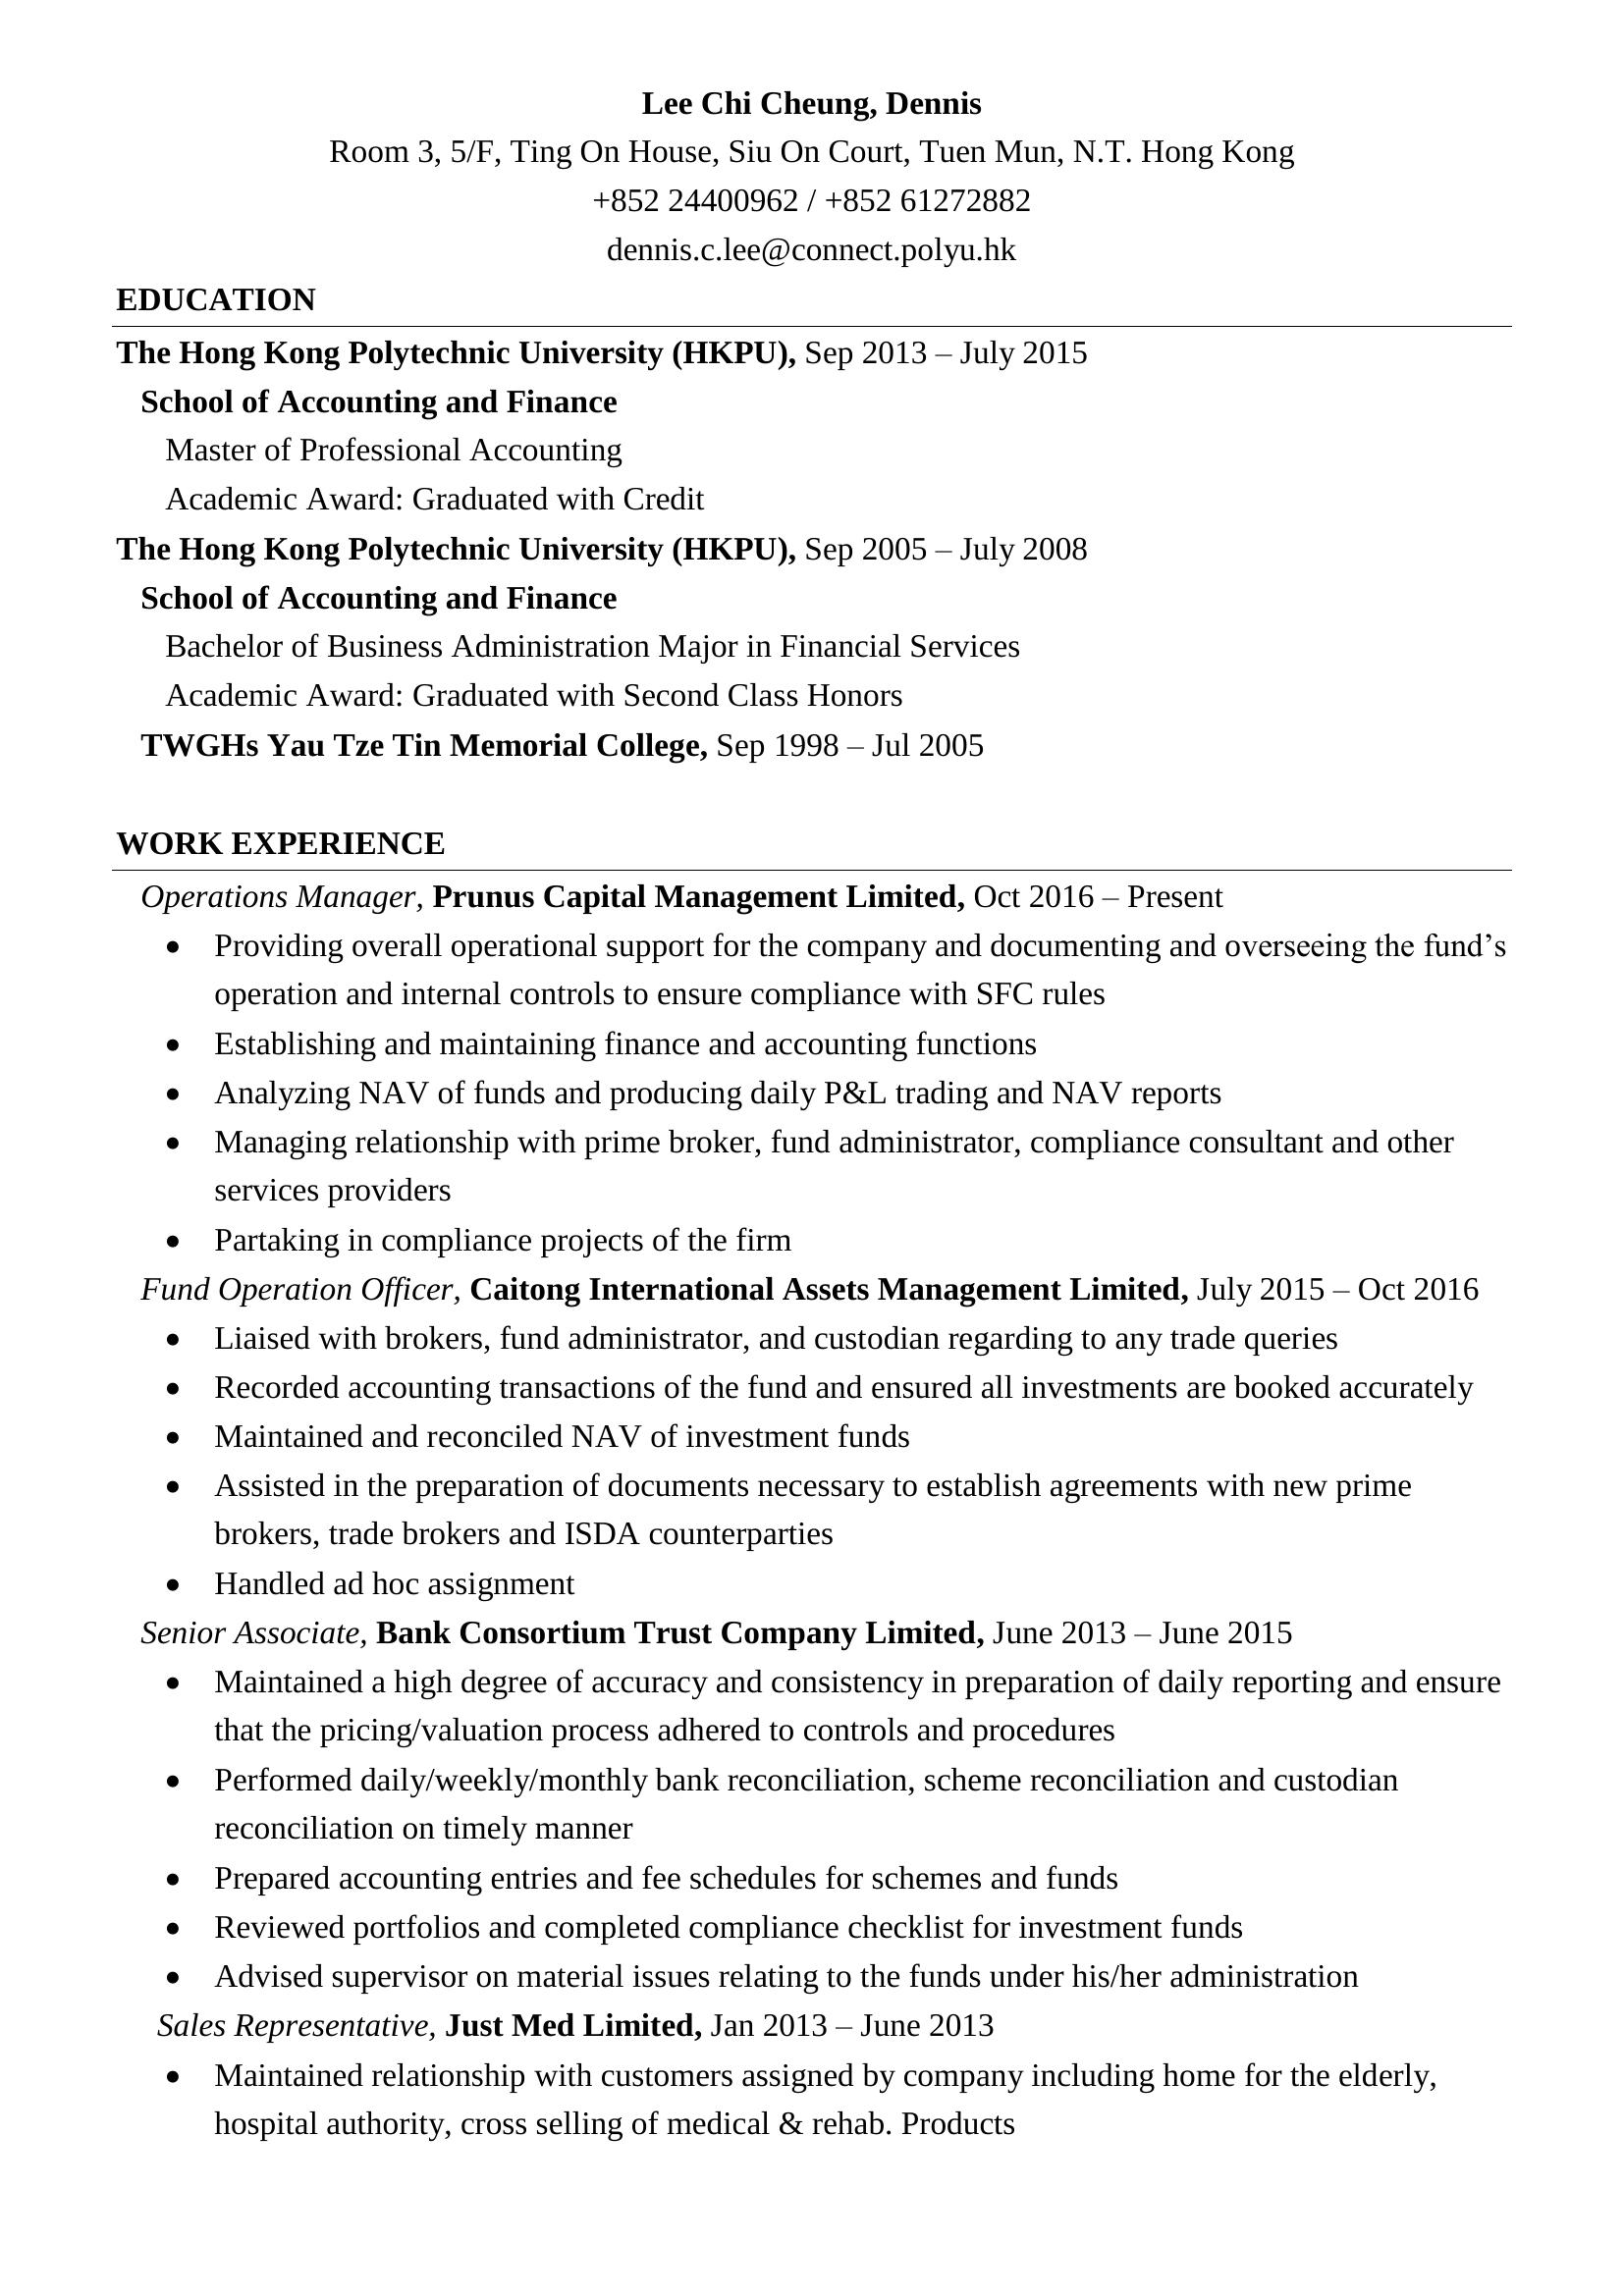 Lee Chi Cheung, Dennis
Room 3, 5/F, Ting On House, Siu On Court, Tuen Mun, N.T. Hong Kong
+852 24400962 / +852 61272882
dennis.c.lee@connect.polyu.hk
EDUCATION
The Hong Kong Polytechnic University (HKPU), Sep 2013 – July 2015
School of Accounting and Finance
Master of Professional Accounting
Academic Award: Graduated with Credit
The Hong Kong Polytechnic University (HKPU), Sep 2005 – July 2008
School of Accounting and Finance
Bachelor of Business Administration Major in Financial Services
Academic Award: Graduated with Second Class Honors
TWGHs Yau Tze Tin Memorial College, Sep 1998 – Jul 2005
WORK EXPERIENCE
Operations Manager, Prunus Capital Management Limited, Oct 2016 – Present
● Providing overall operational support for the company and documenting and overseeing the fund’s
operation and internal controls to ensure compliance with SFC rules
● Establishing and maintaining finance and accounting functions
● Analyzing NAV of funds and producing daily P&L trading and NAV reports
● Managing relationship with prime broker, fund administrator, compliance consultant and other
services providers
● Partaking in compliance projects of the firm
Fund Operation Officer, Caitong International Assets Management Limited, July 2015 – Oct 2016
● Liaised with brokers, fund administrator, and custodian regarding to any trade queries
● Recorded accounting transactions of the fund and ensured all investments are booked accurately
● Maintained and reconciled NAV of investment funds
● Assisted in the preparation of documents necessary to establish agreements with new prime
brokers, trade brokers and ISDA counterparties
● Handled ad hoc assignment
Senior Associate, Bank Consortium Trust Company Limited, June 2013 – June 2015
● Maintained a high degree of accuracy and consistency in preparation of daily reporting and ensure
that the pricing/valuation process adhered to controls and procedures
● Performed daily/weekly/monthly bank reconciliation, scheme reconciliation and custodian
reconciliation on timely manner
● Prepared accounting entries and fee schedules for schemes and funds
● Reviewed portfolios and completed compliance checklist for investment funds
● Advised supervisor on material issues relating to the funds under his/her administration
Sales Representative, Just Med Limited, Jan 2013 – June 2013
● Maintained relationship with customers assigned by company including home for the elderly,
hospital authority, cross selling of medical & rehab. Products